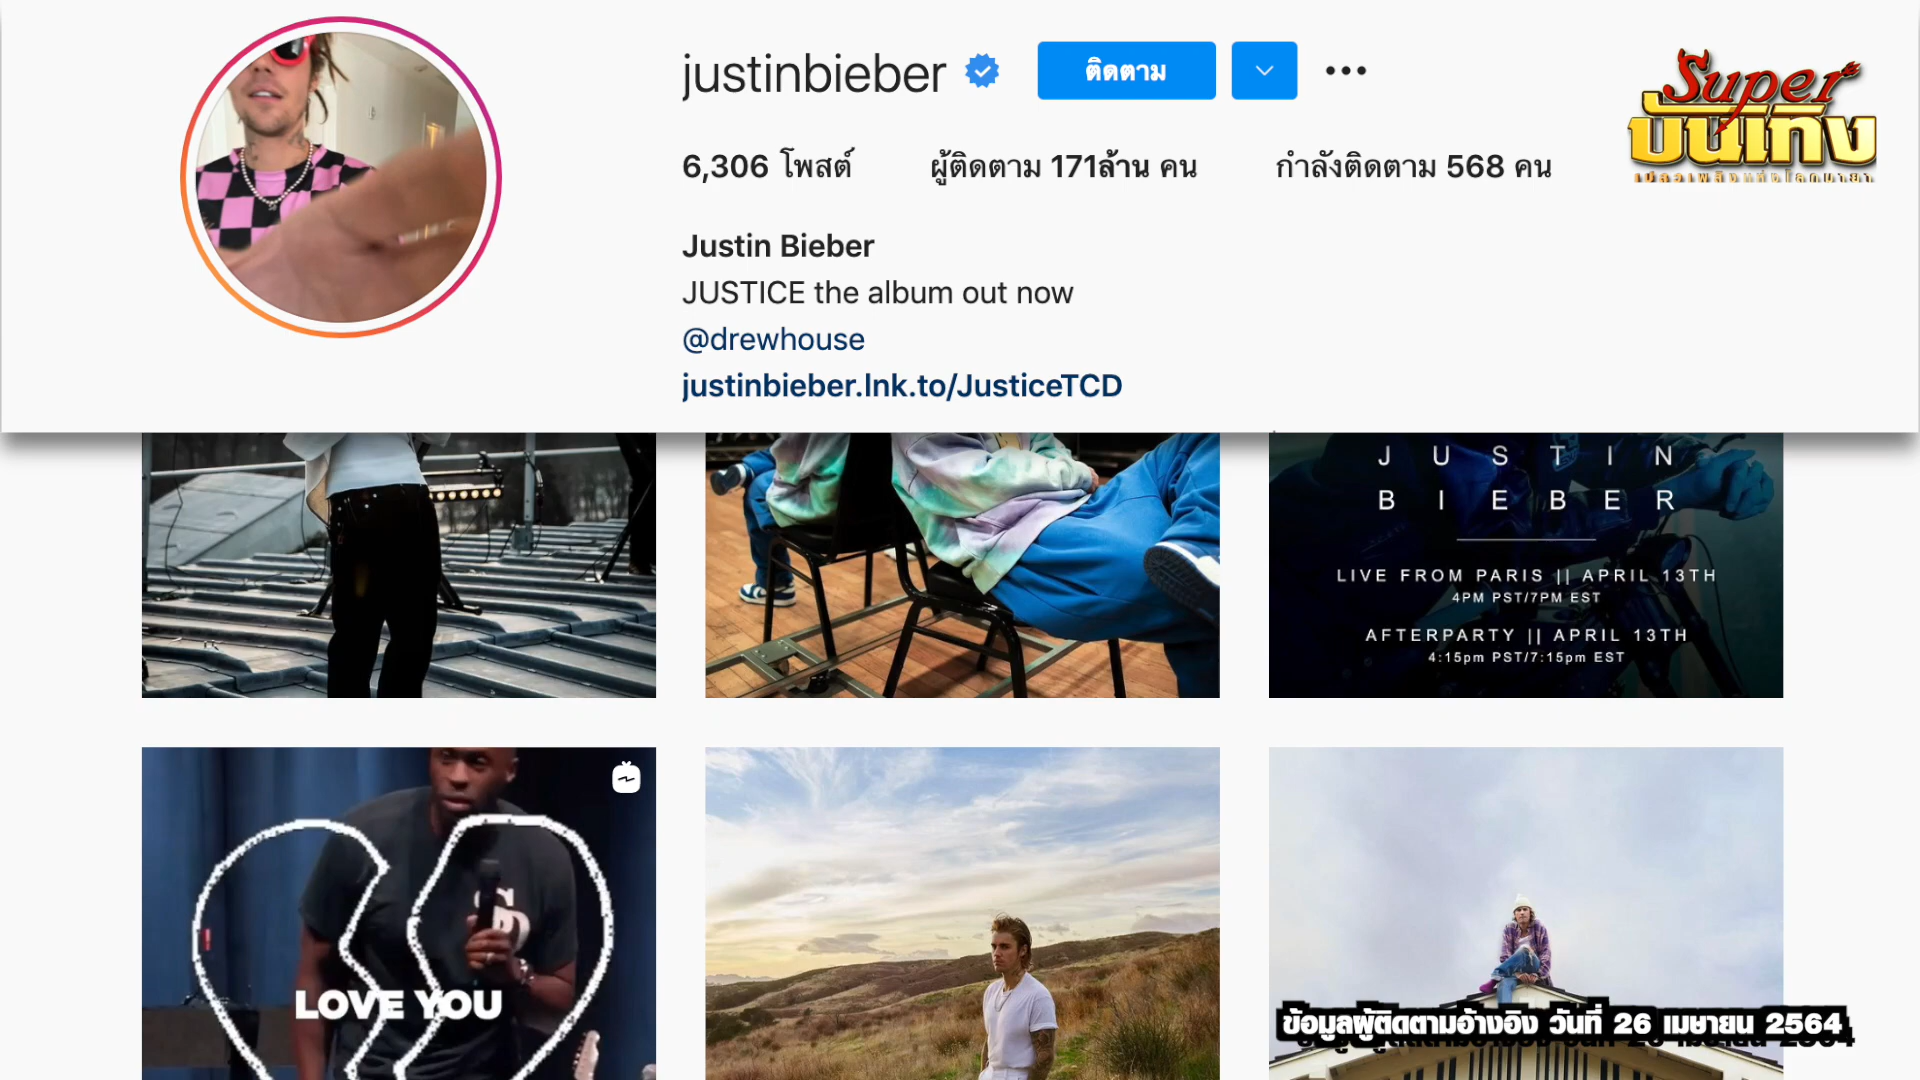 justinbieber
ติดตาม
6,306 โพสต์
ผู้ติดตาม 171ล้าน คน
กำลังติดตาม 568 คน
Super
บันเทิง
Justin Bieber
JUSTICE the album out now
@drewhouse
justinbieber.lnk.to/JusticeTCD
JUSTIN
BIEBER
LIVE FROM PARIS || APRIL 13TH
4PM PST/7PM EST
AFTERPARTY || APRIL 13TH
4:15pm PST/7:15pm EST
LOVE YOU
ข้อมูลผู้ติดตามอ้างอิง วันที่ 26 เมษายน 2564